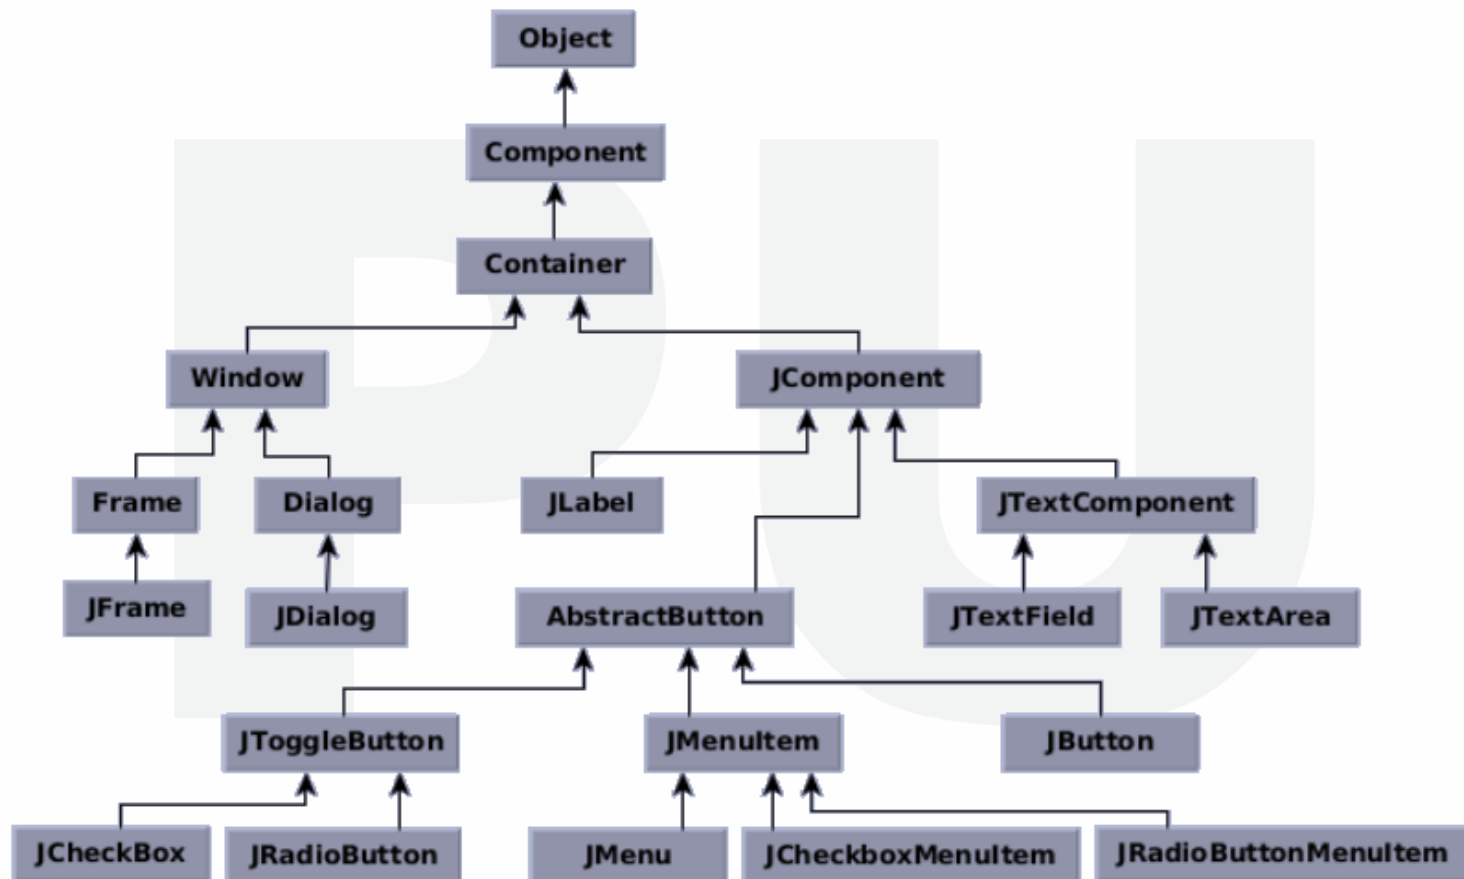 Object
Component
Container
Window
JComponent
Frame
Dialog
JLabel
JTextComponent
JFrame
JDialog
AbstractButton
JTextField
JTextArea
JToggleButton
JMenuItem
JButton
JCheckBox
JRadioButton
JMenu
JCheckboxMenuItem
JRadioButtonMenuItem
PU